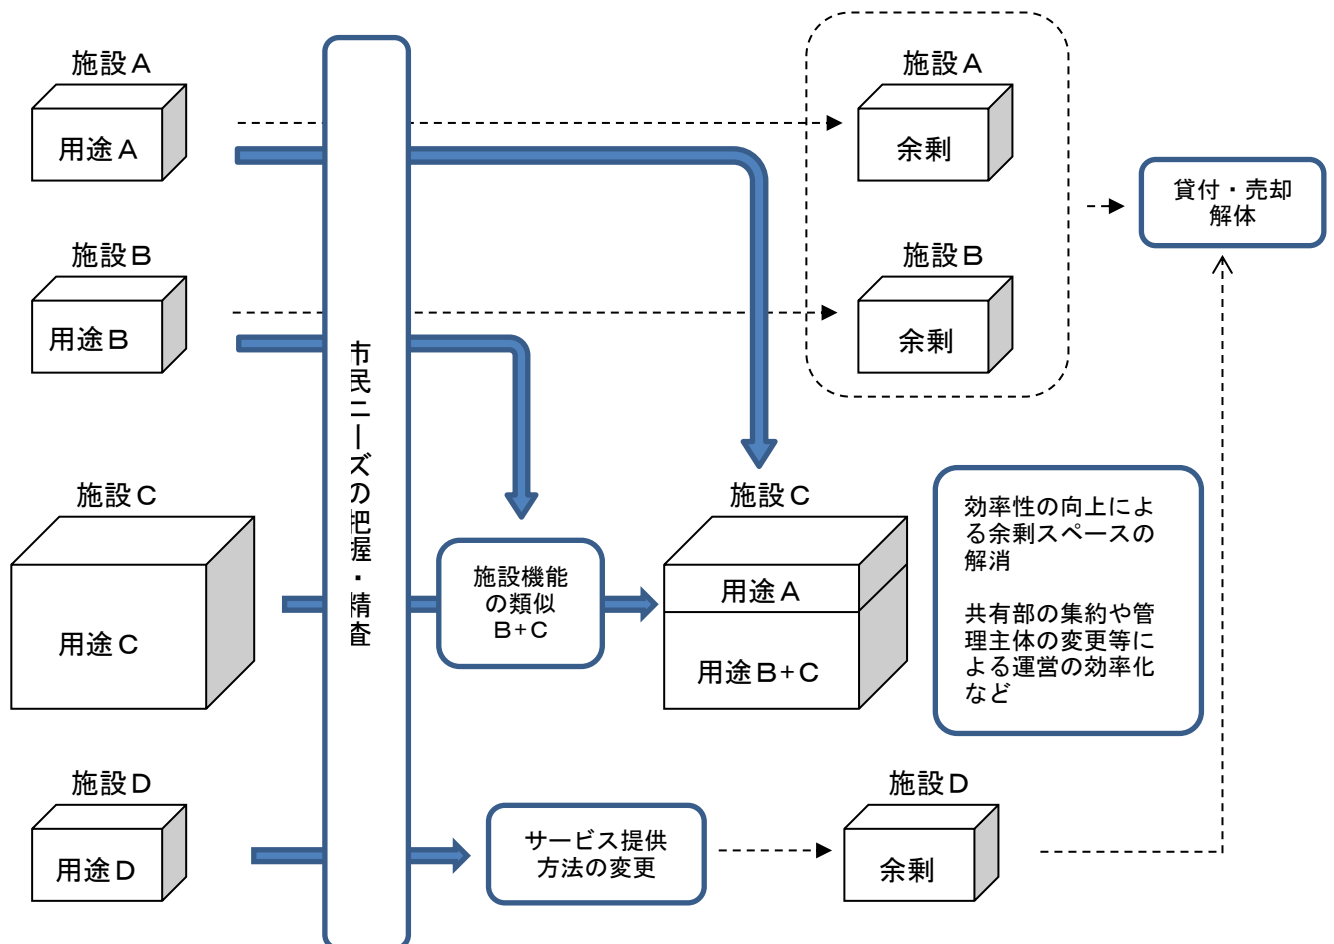 施設A
用途A
施設B
用途B
施設C
用途C
施設D
用途D
市民ニーズの把握・精査
施設機能
の類似
B+C
サービス提供
方法の変更
施設A
余剰
施設B
余剰
施設C
用途A
用途B+C
施設D
余剰
貸付・売却
解体
効率性の向上によ
る余剰スペースの
解消
共有部の集約や管
理主体の変更等に
よる運営の効率化
など